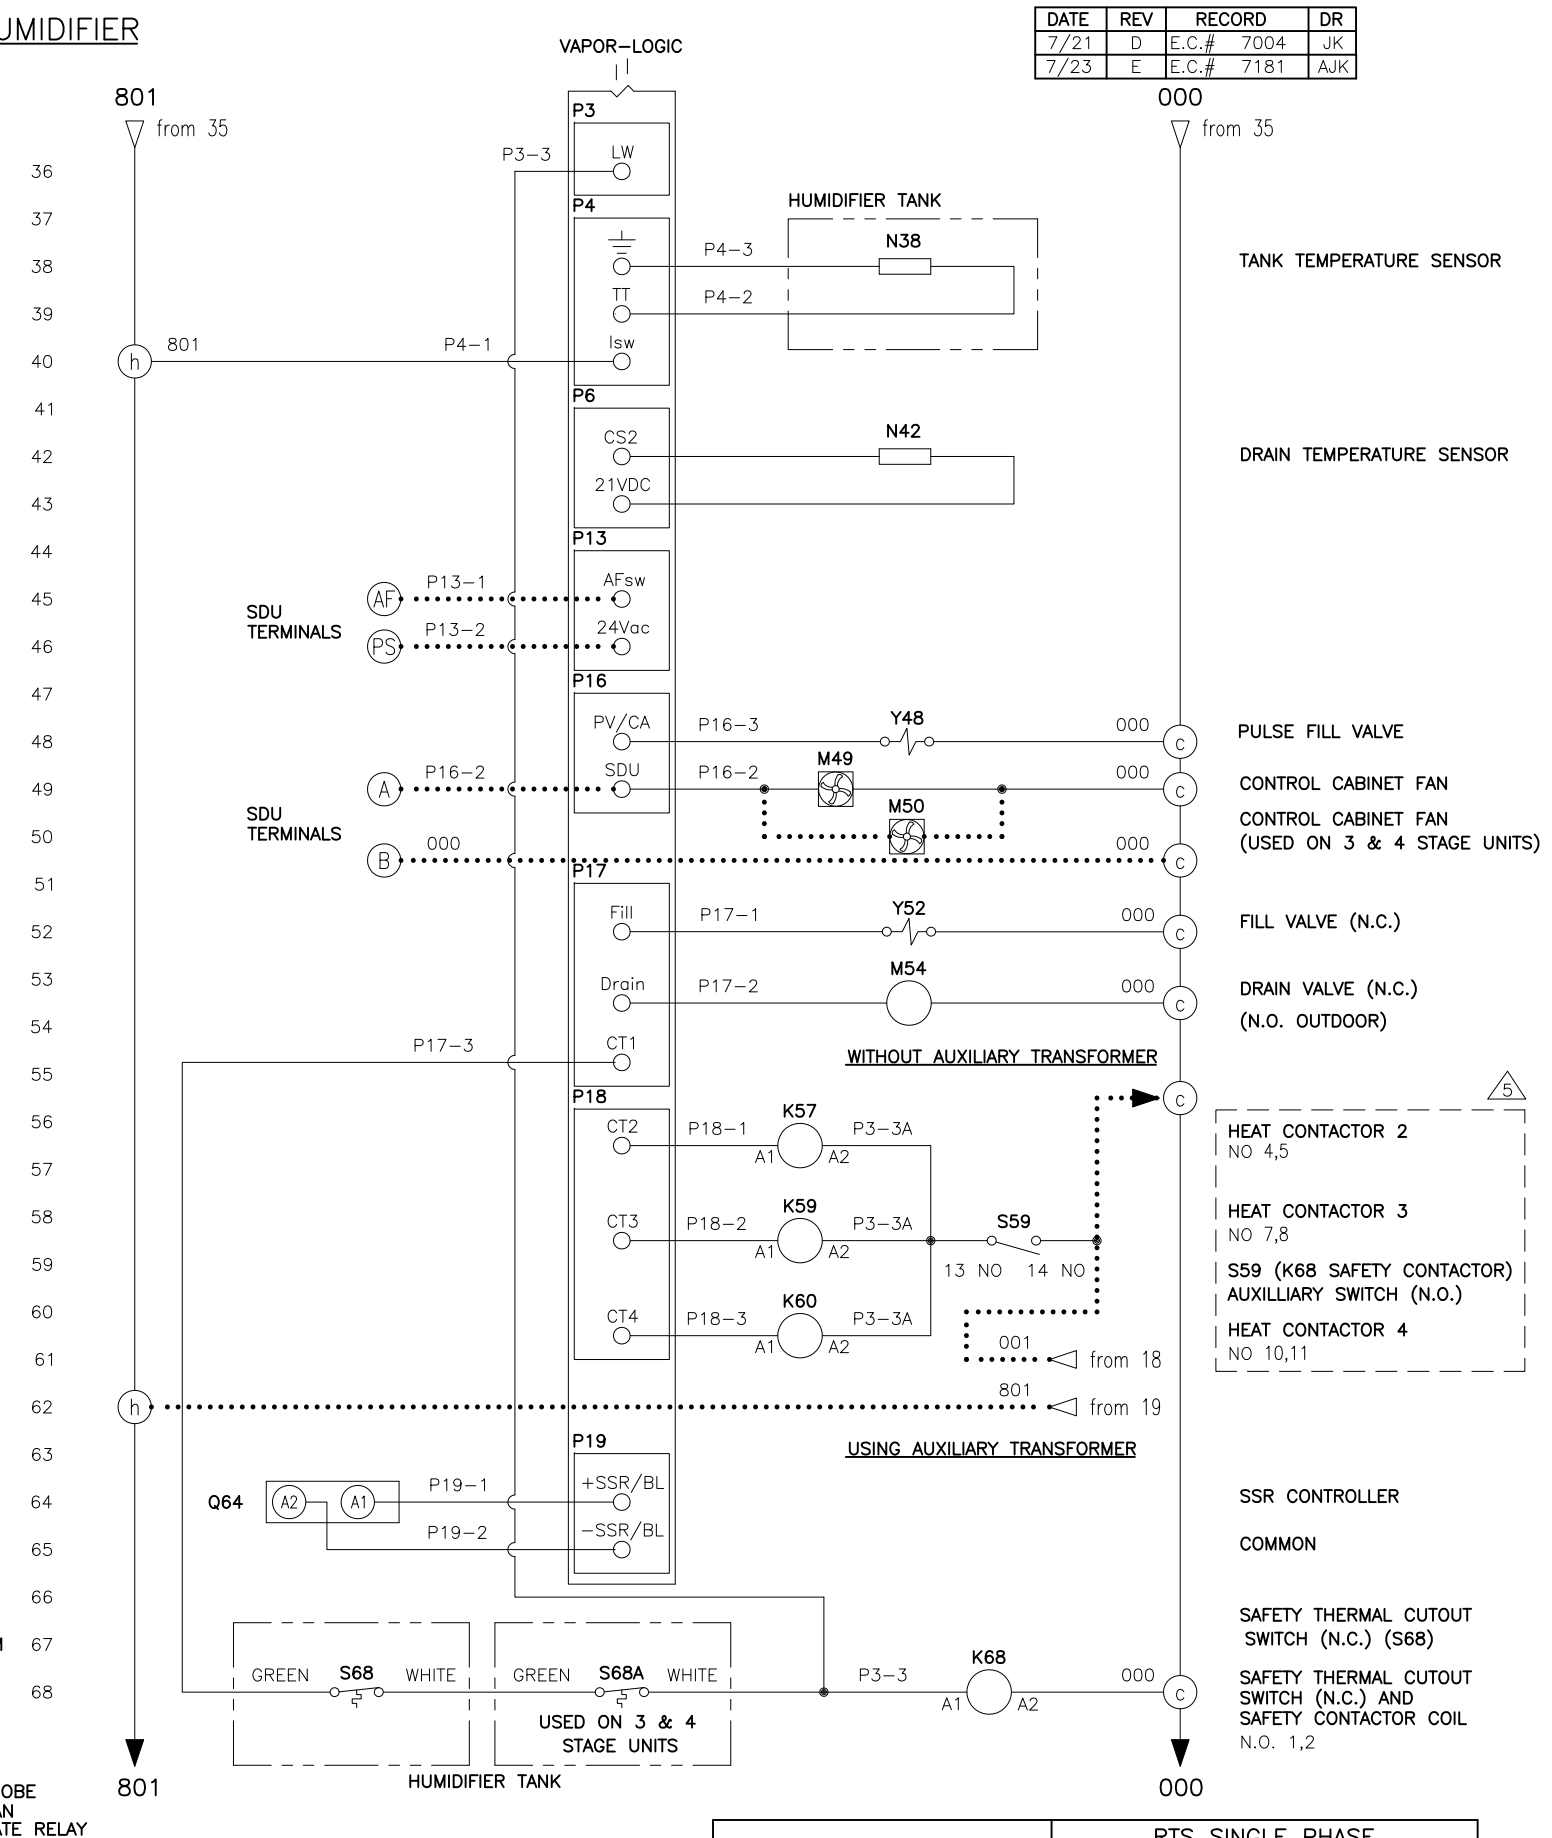 UMIDIFIER
DATE REV RECORD DR
7/21 D E.C.# 7004 JK
7/23 E E.C.# 7181 AJK
VAPOR-LOGIC
801
000
from 35
from 35
P3
P3-3
LW
36
P4
HUMIDIFIER TANK
37
N38
P4-3
38
TANK TEMPERATURE SENSOR
TT
P4-2
39
801
P4-1
Isw
40
h
P6
41
CS2
N42
42
DRAIN TEMPERATURE SENSOR
21VDC
43
P13
44
P13-1
AFsw
45
AF
SDU
TERMINALS
P13-2
24Vac
46
PS
P16
47
PV/CA
P16-3
Y48
000
48
c
PULSE FILL VALVE
M49
P16-2
SDU
P16-2
000
49
A
c
CONTROL CABINET FAN
M50
SDU
TERMINALS
CONTROL CABINET FAN
(USED ON 3 & 4 STAGE UNITS)
50
000
000
B
c
P17
51
Fill
P17-1
Y52
000
52
c
FILL VALVE (N.C.)
M54
53
Drain
P17-2
000
c
DRAIN VALVE (N.C.)
(N.O. OUTDOOR)
54
P17-3
CT1
WITHOUT AUXILIARY TRANSFORMER
55
c
5
P18
56
CT2
P18-1
K57
P3-3A
A1
A2
HEAT CONTACTOR 2
NO 4,5
57
58
CT3
P18-2
K59
P3-3A
S59
A1
A2
13 NO
14 NO
HEAT CONTACTOR 3
NO 7,8
59
S59 (K68 SAFETY CONTACTOR)
AUXILLIARY SWITCH (N.O.)
60
CT4
P18-3
K60
P3-3A
A1
A2
HEAT CONTACTOR 4
NO 10,11
001
61
from 18
801
62
h
from 19
P19
63
USING AUXILIARY TRANSFORMER
P19-1
+SSR/BL
Q64
A2
A1
64
SSR CONTROLLER
P19-2
-SSR/BL
65
COMMON
66
SAFETY THERMAL CUTOUT
SWITCH (N.C.) (S68)
67
GREEN
S68
WHITE
GREEN
S68A
WHITE
P3-3
K68
000
68
A1
A2
c
SAFETY THERMAL CUTOUT
SWITCH (N.C.) AND
SAFETY CONTACTOR COIL
N.O. 1,2
USED ON 3 & 4
STAGE UNITS
HUMIDIFIER TANK
801
000
OBE
AN
ATE RELAY
RTS SINGLE PHASE